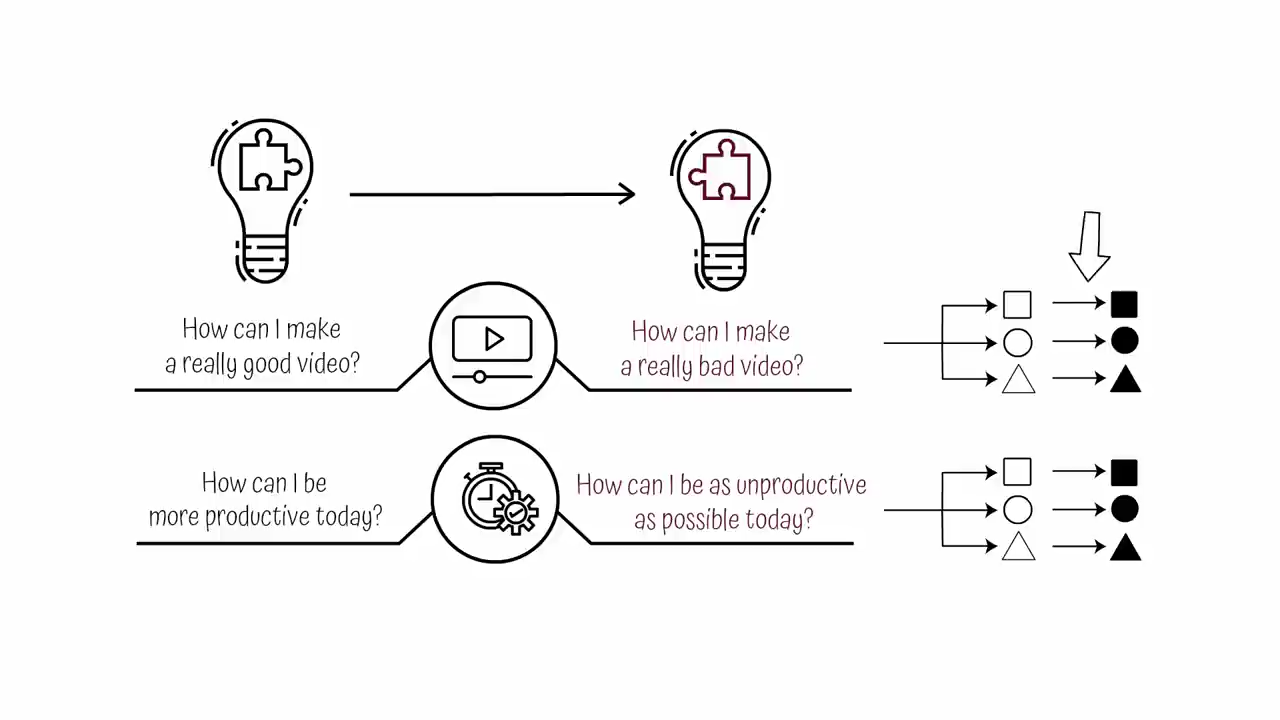 How can I make
a really good video?
How can I make
a really bad video?
How can I be
more productive today?
How can I be as unproductive
as possible today?